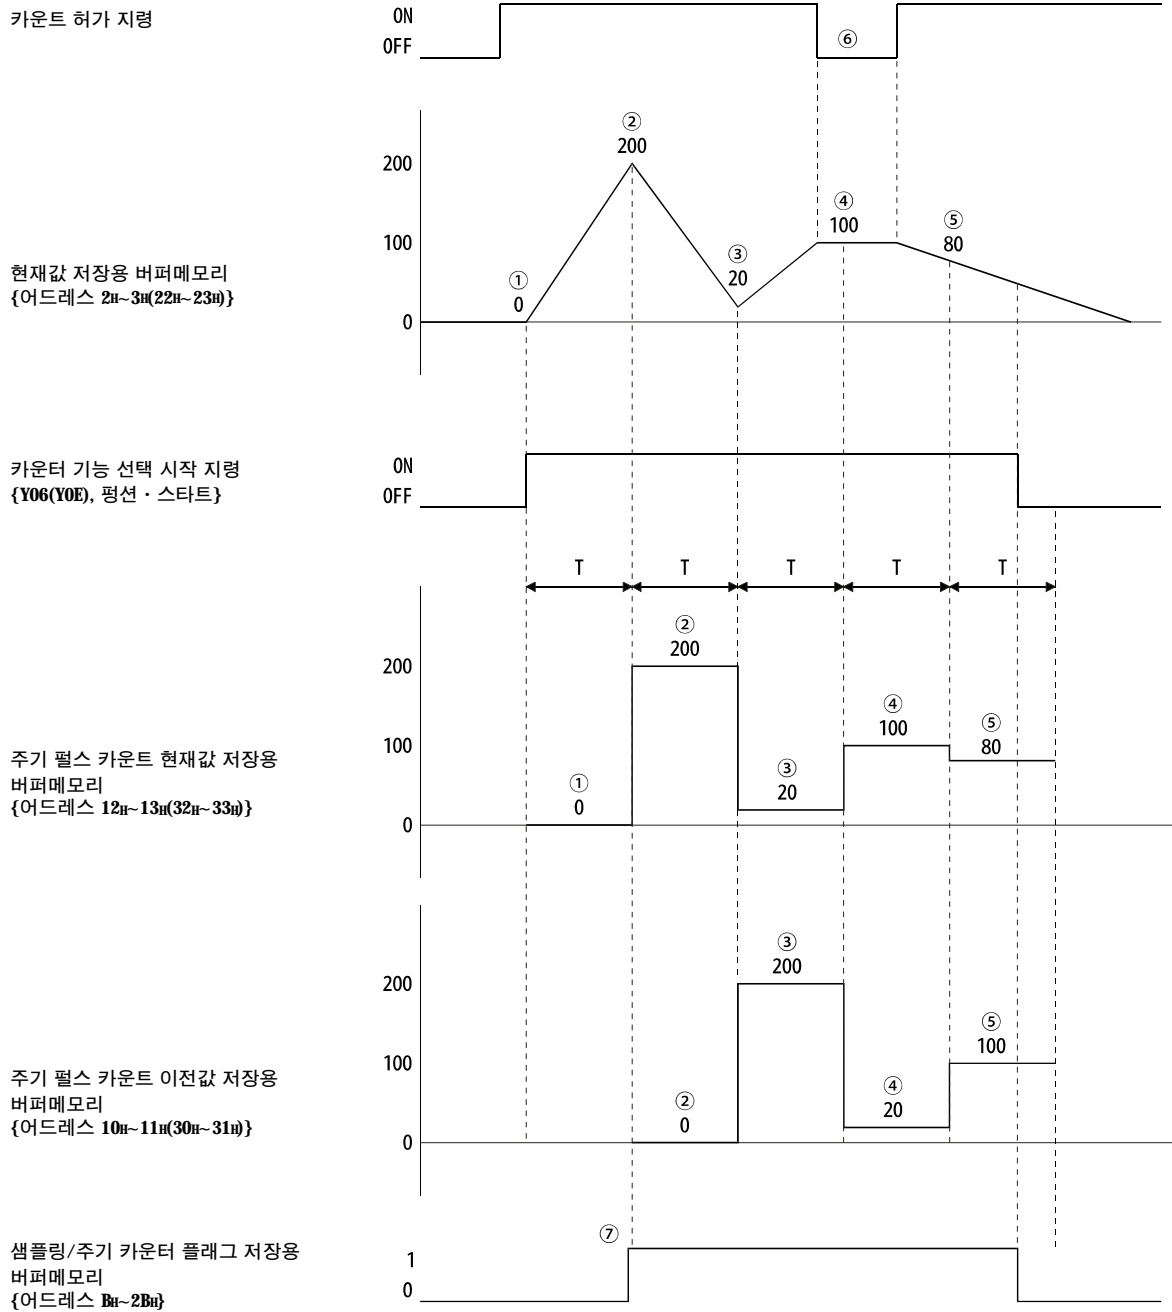 카운트 허가 지령
ON
OFF
⑥
②
200
200
④
100
100
⑤
80
③
20
①
0
0
현재값 저장용 버퍼메모리
{어드레스 2H~3H(22H~23H)}
카운터 기능 선택 시작 지령
{Y06(Y0E), 펑션 · 스타트}
ON
OFF
T
T
T
T
T
②
200
200
④
100
100
⑤
80
③
20
①
0
0
주기 펄스 카운트 현재값 저장용
버퍼메모리
{어드레스 12H~13H(32H~33H)}
③
200
200
⑤
100
100
④
20
②
0
0
주기 펄스 카운트 이전값 저장용
버퍼메모리
{어드레스 10H~11H(30H~31H)}
⑦
1
0
샘플링/주기 카운터 플래그 저장용
버퍼메모리
{어드레스 BH~2BH}